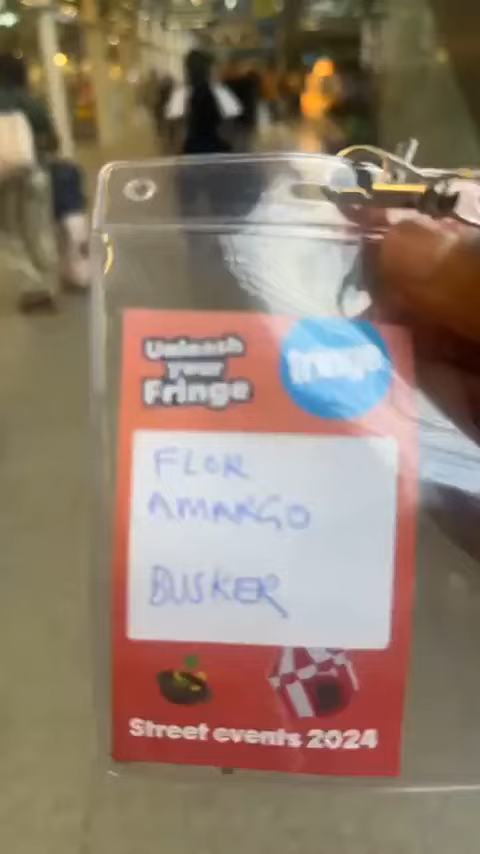 Unleash
your
Fringe
fringe
FLOR
AMARGO
BUSKER
Street events 2024